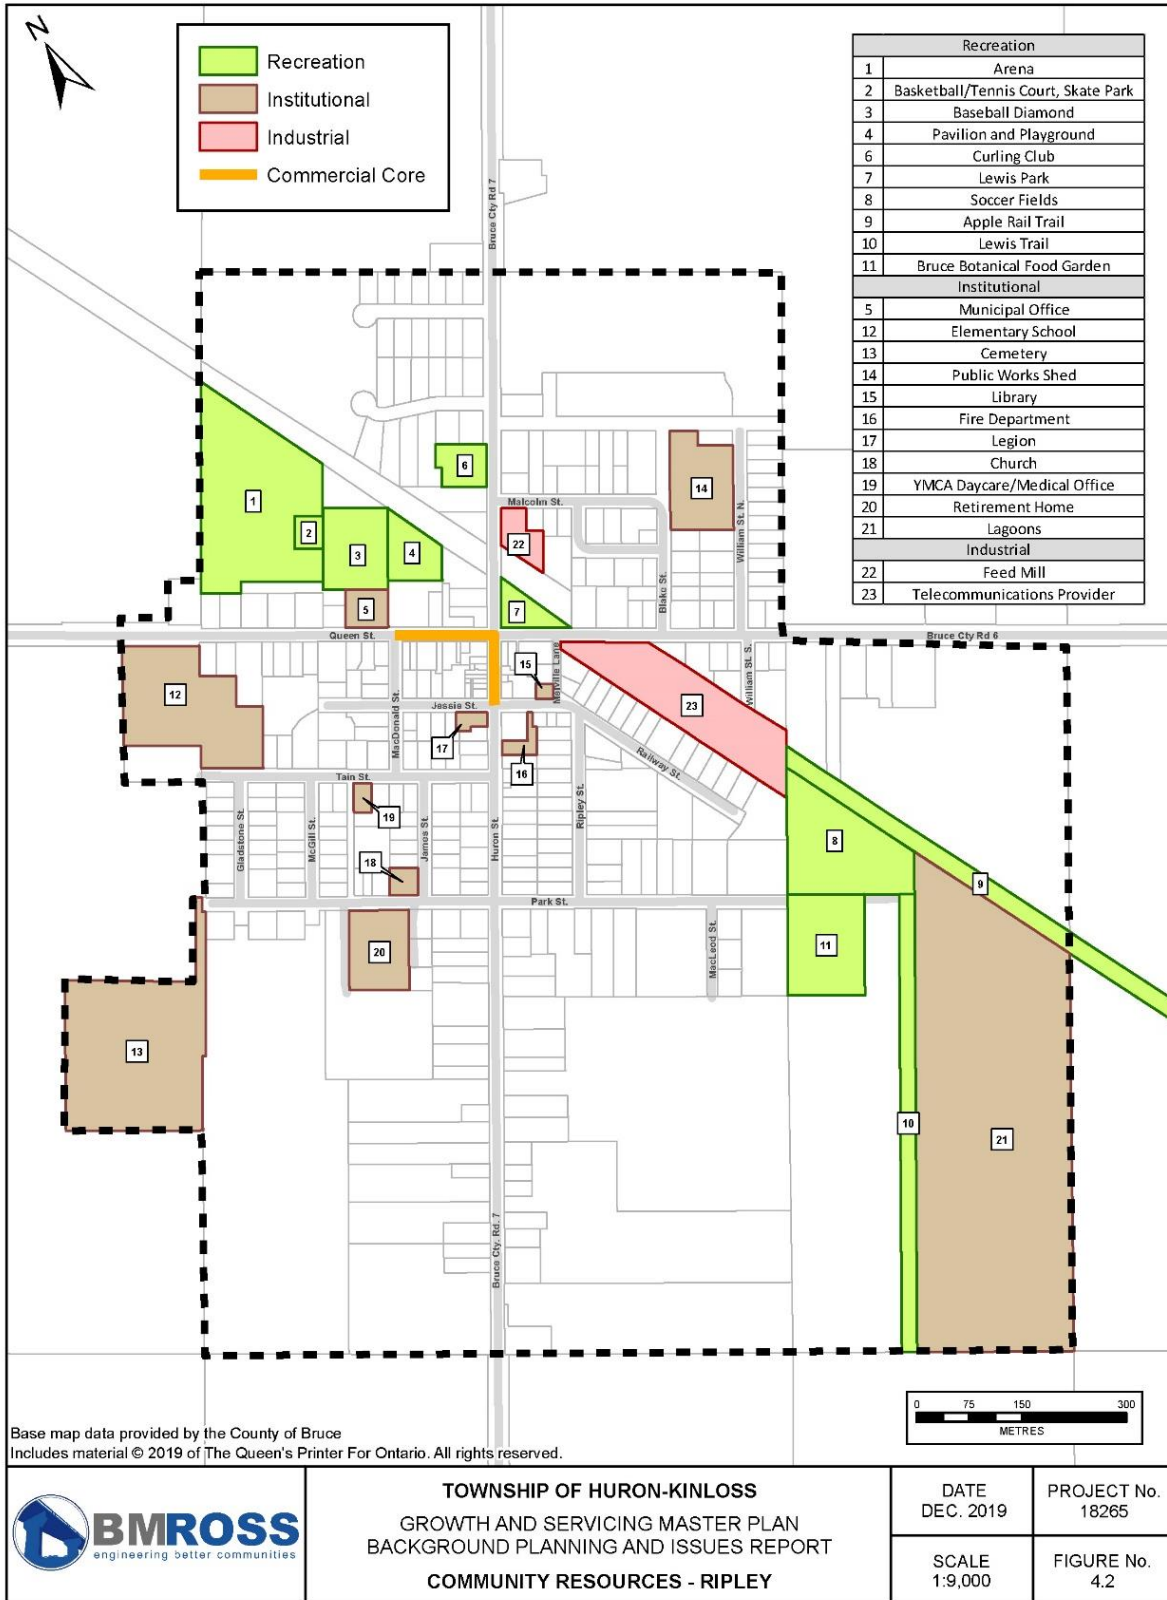 N
Recreation
Institutional
Industrial
Commercial Core
Recreation
1 Arena
2 Basketball/Tennis Court, Skate Park
3 Baseball Diamond
4 Pavilion and Playground
6 Curling Club
7 Lewis Park
8 Soccer Fields
9 Apple Rail Trail
10 Lewis Trail
11 Bruce Botanical Food Garden
Institutional
5 Municipal Office
12 Elementary School
13 Cemetery
14 Public Works Shed
15 Library
16 Fire Department
17 Legion
18 Church
19 YMCA Daycare/Medical Office
20 Retirement Home
21 Lagoons
Industrial
22 Feed Mill
23 Telecommunications Provider
Bruce Cty Rd 7
6
14
1
Malcolm St.
2
3
4
22
William St. N.
Blake St.
5
7
Queen St.
Bruce Cty Rd 6
15
Melville Lane
12
William St. S.
MacDonald St.
Jessie St.
23
17
16
Railway St.
Tain St.
19
Gladstone St.
McGill St.
James St.
Huron St.
Ripley St.
8
18
9
Park St.
20
11
MacLeod St.
13
10
21
Bruce Cty. Rd. 7
0 75 150 300
METRES
Base map data provided by the County of Bruce
Includes material © 2019 of The Queen's Printer For Ontario. All rights reserved.
BMROSS
engineering better communities
TOWNSHIP OF HURON-KINLOSS
GROWTH AND SERVICING MASTER PLAN
BACKGROUND PLANNING AND ISSUES REPORT
COMMUNITY RESOURCES - RIPLEY
DATE
DEC. 2019
PROJECT No.
18265
SCALE
1:9,000
FIGURE No.
4.2